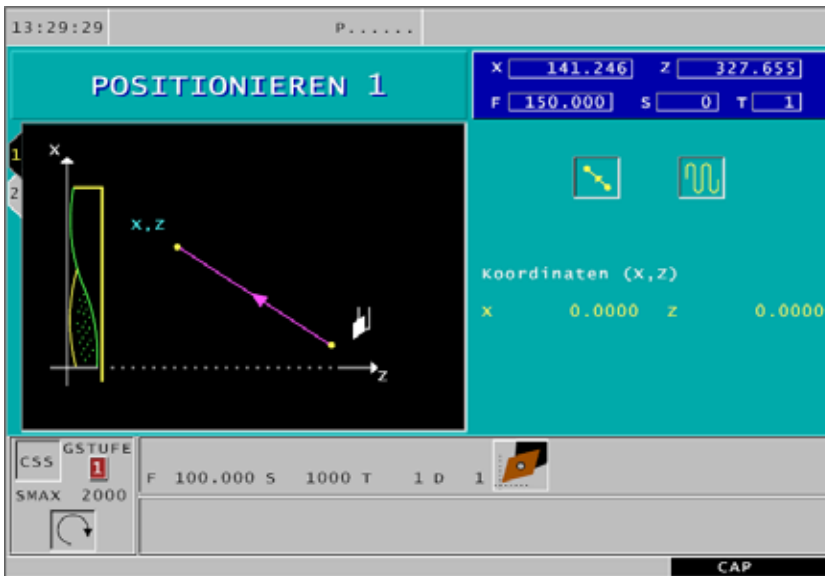 13:29:29 P......
POSITIONIEREN 1
X 141.246 Z 327.655
F 150.000 S 0 T 1
1
2
X
X,Z
Z
Koordinaten (X,Z)
X 0.0000 Z 0.0000
CSS GSTUFE
1
SMAX 2000
F 100.000 S 1000 T 1 D 1
CAP